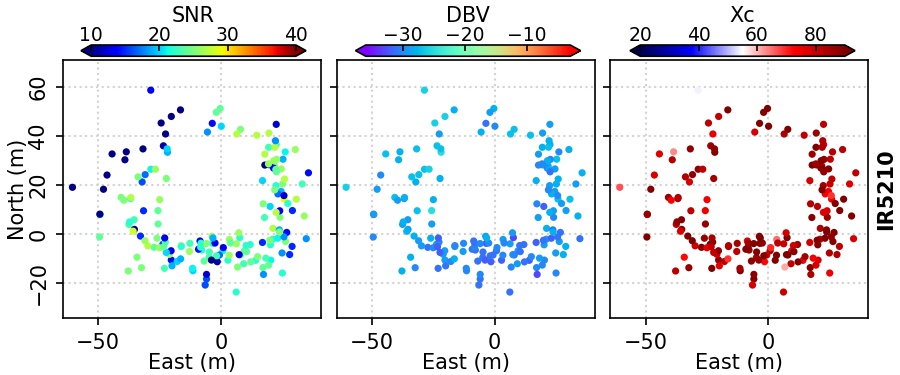 SNR
DBV
Xc
10 20 30 40
−30 −20 −10
20 40 60 80
North (m)
60
40
20
0
−20
IR5210
−50 0
−50 0
−50 0
East (m)
East (m)
East (m)